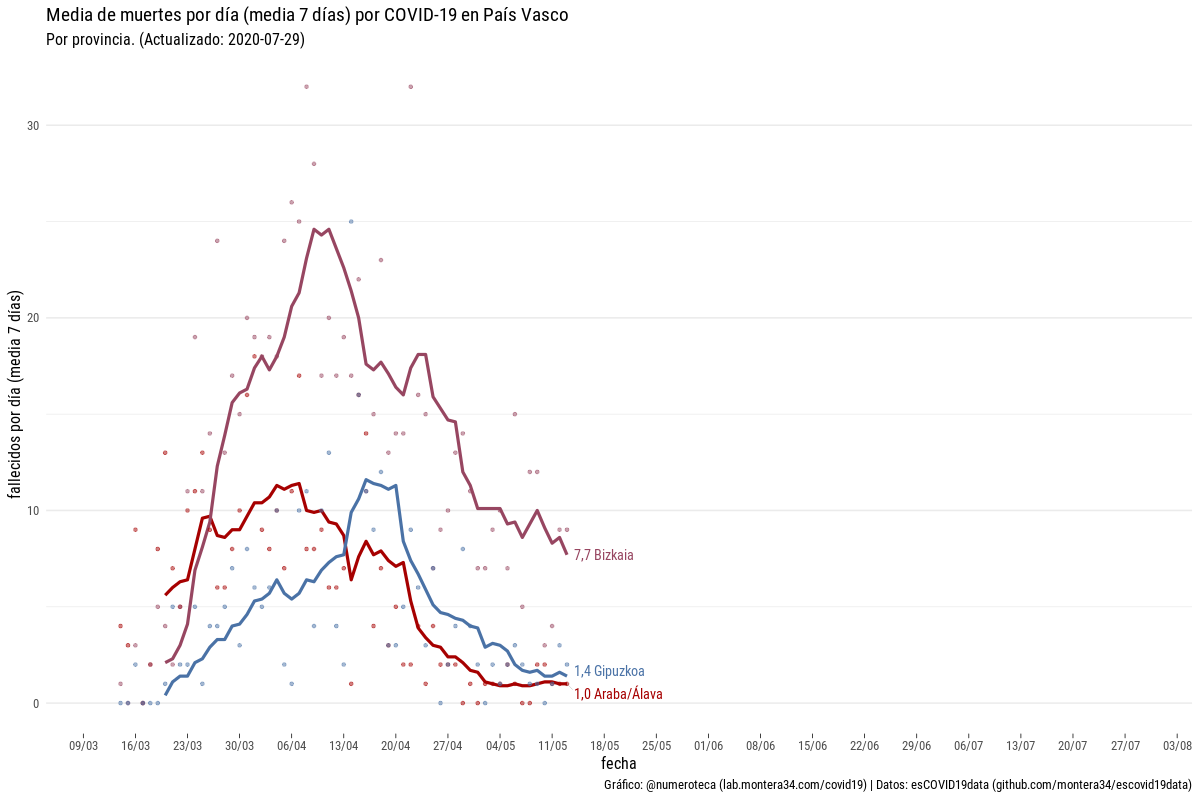 Media de muertes por día (media 7 días) por COVID-19 en País Vasco
Por provincia. (Actualizado: 2020-07-29)
fallecidos por día (media 7 días)
30
20
10
0
7,7 Bizkaia
1,4 Gipuzkoa
1,0 Araba/Álava
09/03 16/03 23/03 30/03 06/04 13/04 20/04 27/04 04/05 11/05 18/05 25/05 01/06 08/06 15/06 22/06 29/06 06/07 13/07 20/07 27/07 03/08
fecha
Gráfico: @numeroteca (lab.montera34.com/covid19) | Datos: esCOVID19data (github.com/montera34/escovid19data)